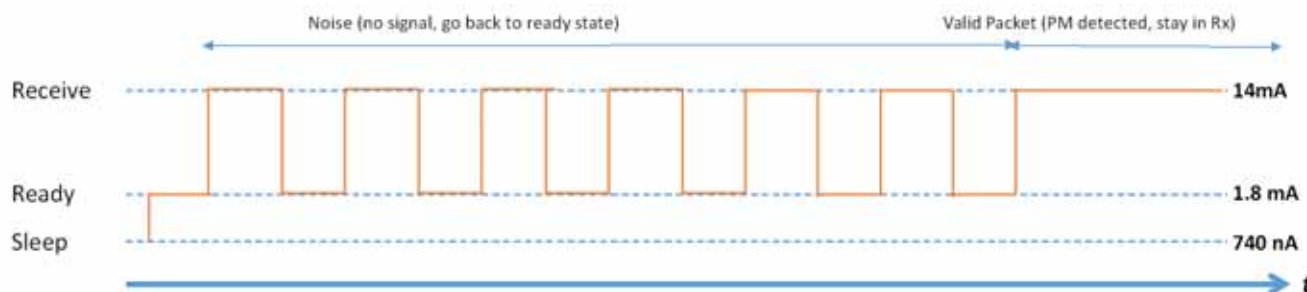 Noise (no signal, go back to ready state) Valid Packet (PM detected, stay in Rx)
Receive 14mA
Ready 1.8 mA
Sleep 740 nA
t